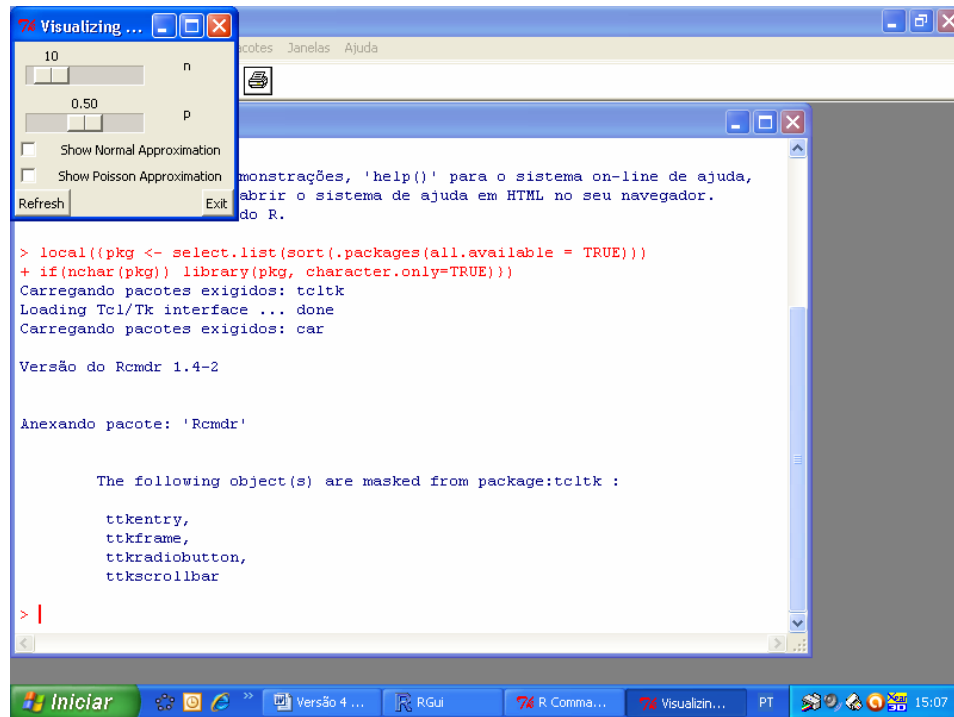 Visualizing ...
10
n
0.50
p
Show Normal Approximation
Show Poisson Approximation
Refresh
Exit
acotes Janelas Ajuda
monstrações, 'help()' para o sistema on-line de ajuda,
abrir o sistema de ajuda em HTML no seu navegador.
do R.
> local({pkg <- select.list(sort(.packages(all.available = TRUE)))
+ if(nchar(pkg)) library(pkg, character.only=TRUE)})
Carregando pacotes exigidos: tcltk
Loading Tcl/Tk interface ... done
Carregando pacotes exigidos: car
Versão do Rcmdr 1.4-2
Anexando pacote: 'Rcmdr'
The following object(s) are masked from package:tcltk :
ttkentry,
ttkframe,
ttkradiobutton,
ttkscrollbar
>
Iniciar
»
Versão 4 ...
RGui
R Comma...
Visualizin...
PT
15:07